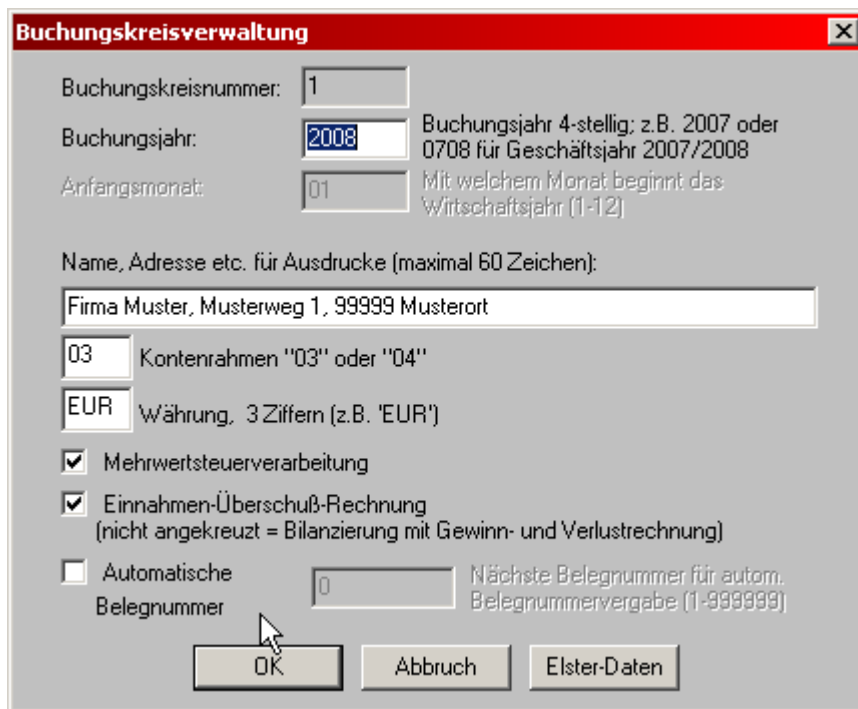 Buchungskreisverwaltung
Buchungskreisnummer: 1
Buchungsjahr: 2008 Buchungsjahr 4-stellig; z.B. 2007 oder
0708 für Geschäftsjahr 2007/2008
Anfangsmonat: 01 Mit welchem Monat beginnt das
Wirtschaftsjahr (1-12)
Name, Adresse etc. für Ausdrucke (maximal 60 Zeichen):
Firma Muster, Musterweg 1, 99999 Musterort
03 Kontenrahmen "03" oder "04"
EUR Währung, 3 Ziffern (z.B. 'EUR')
Mehrwertsteuerverarbeitung
Einnahmen-Überschuß-Rechnung
(nicht angekreuzt = Bilanzierung mit Gewinn- und Verlustrechnung)
Automatische 0 Nächste Belegnummer für autom.
Belegnummer Belegnummervergabe (1-999999)
OK Abbruch Elster-Daten